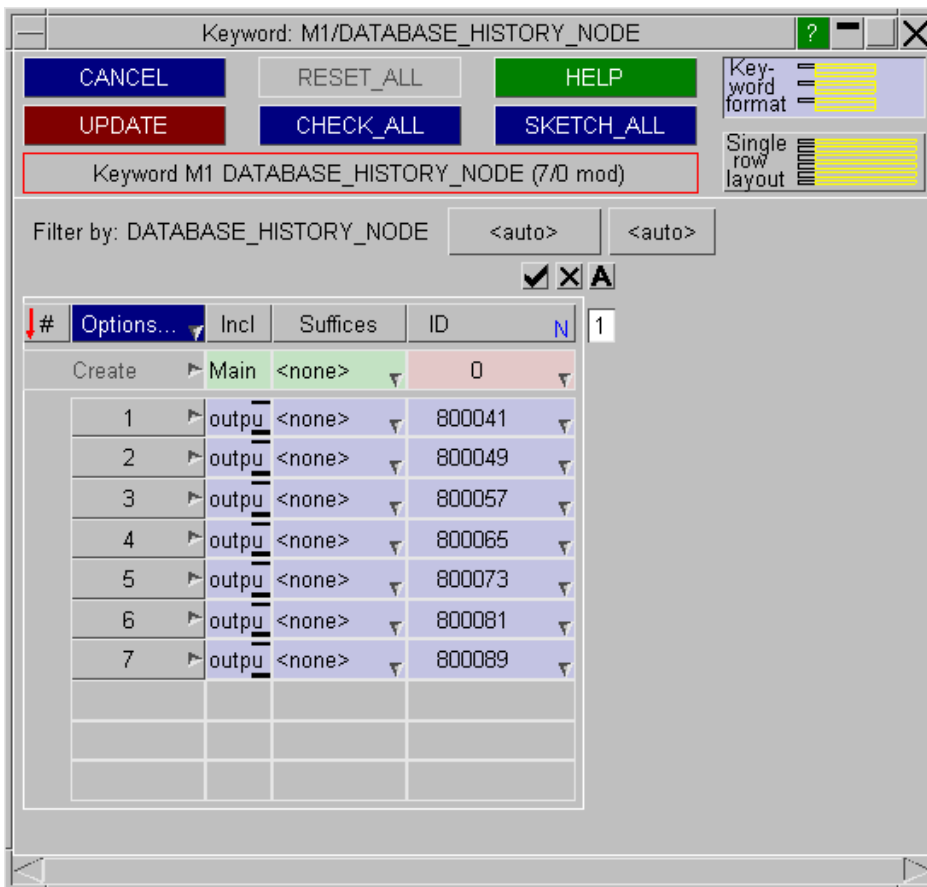 Keyword: M1/DATABASE_HISTORY_NODE ?
CANCEL RESET_ALL HELP
Key-
word
format
UPDATE CHECK_ALL SKETCH_ALL
Single
row
layout
Keyword M1 DATABASE_HISTORY_NODE (7/0 mod)
Filter by: DATABASE_HISTORY_NODE <auto> <auto>
A
# Options... Incl Suffices ID N 1
Create Main <none> 0
1 outpu <none> 800041
2 outpu <none> 800049
3 outpu <none> 800057
4 outpu <none> 800065
5 outpu <none> 800073
6 outpu <none> 800081
7 outpu <none> 800089